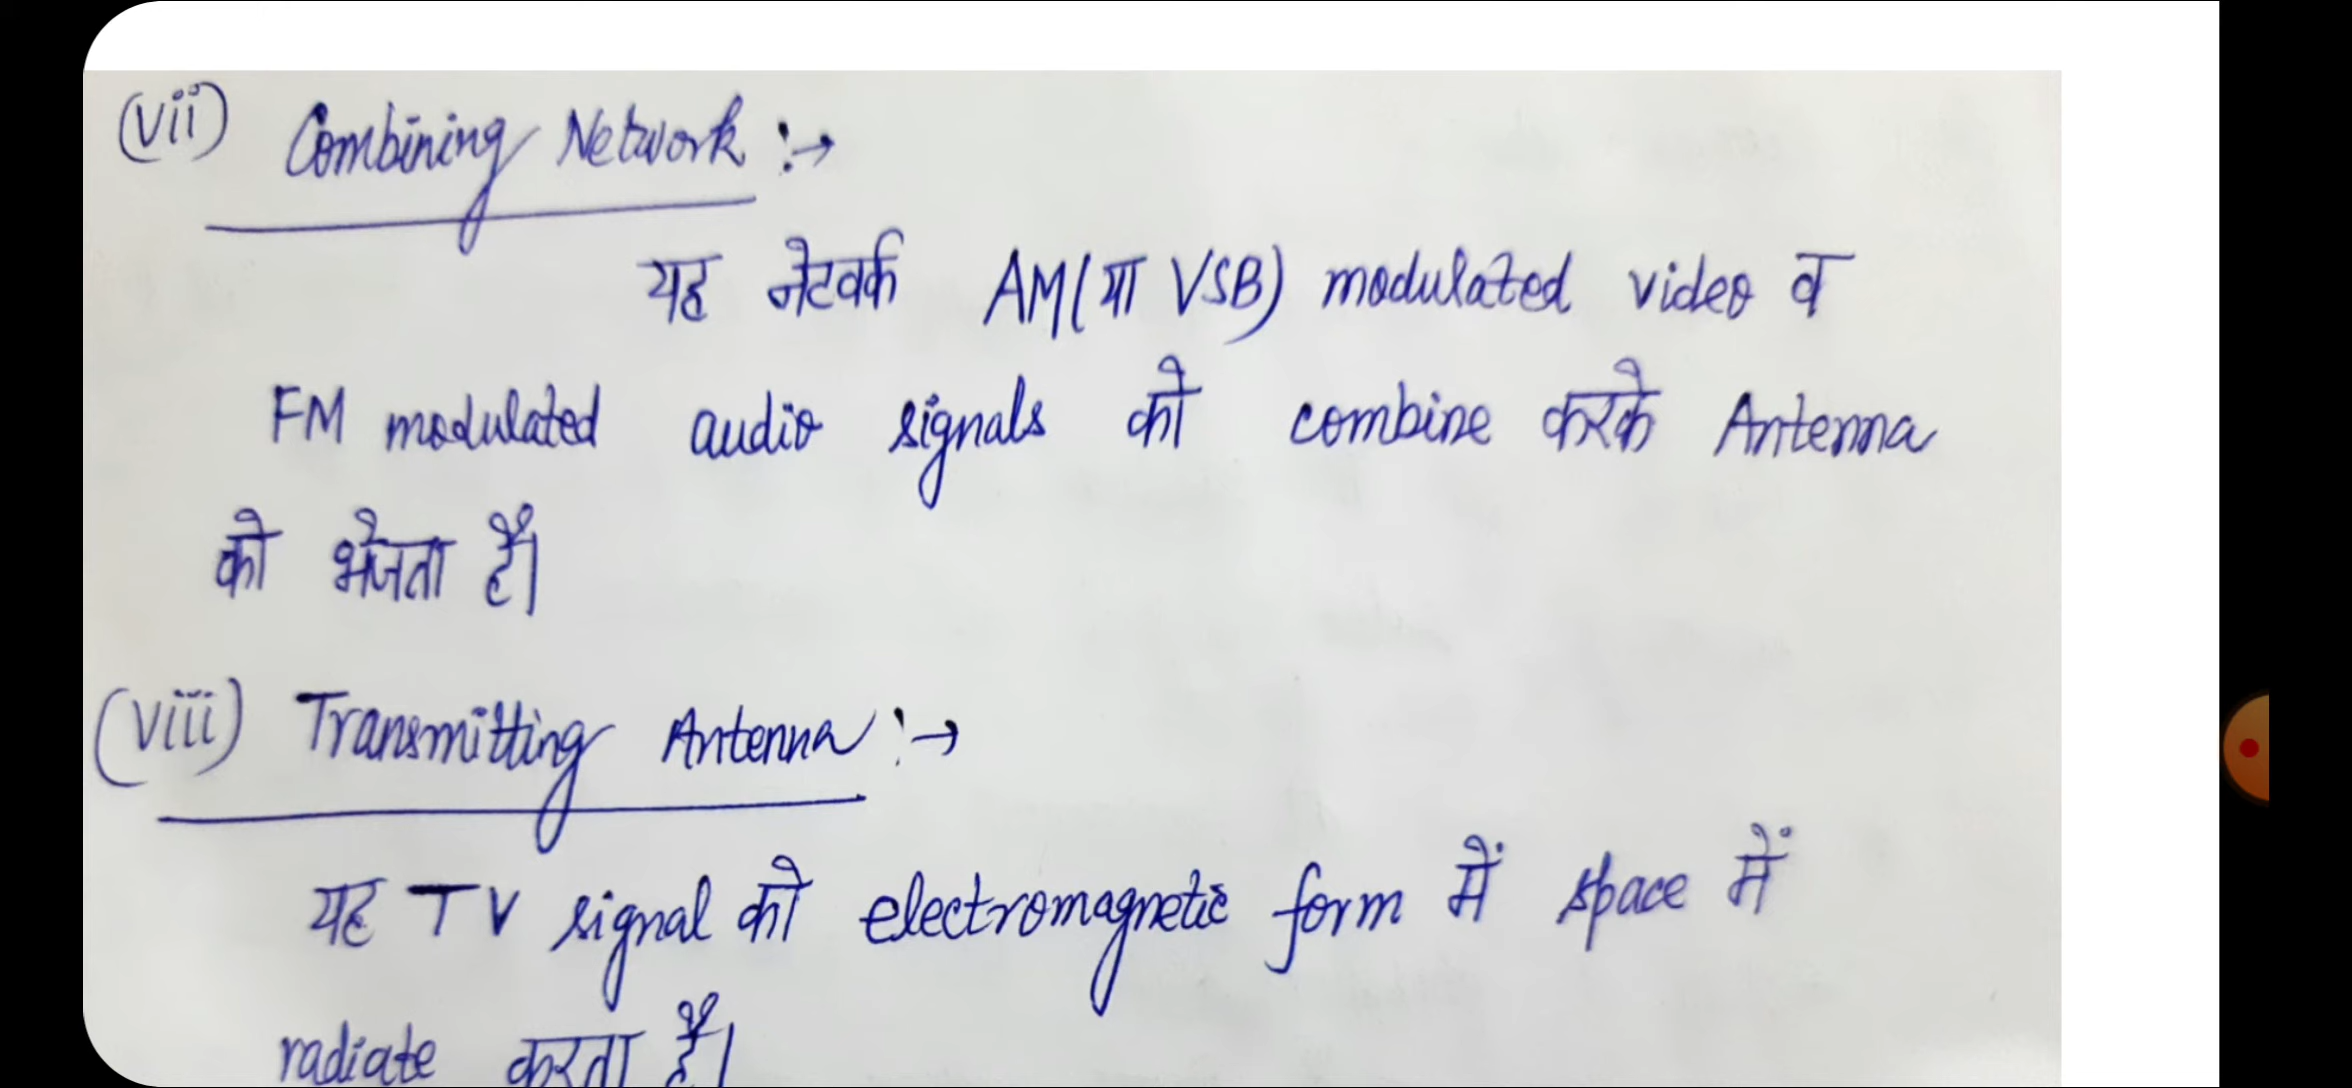 (vii) Combining Network :→
यह नेटवर्क AM(या VSB) modulated video व
FM modulated audio signals को combine करके Antenna
को भेजता हैं।
(viii) Transmitting Antenna :→
यह TV signal को electromagnetic form में space में
radiate करता हैं।